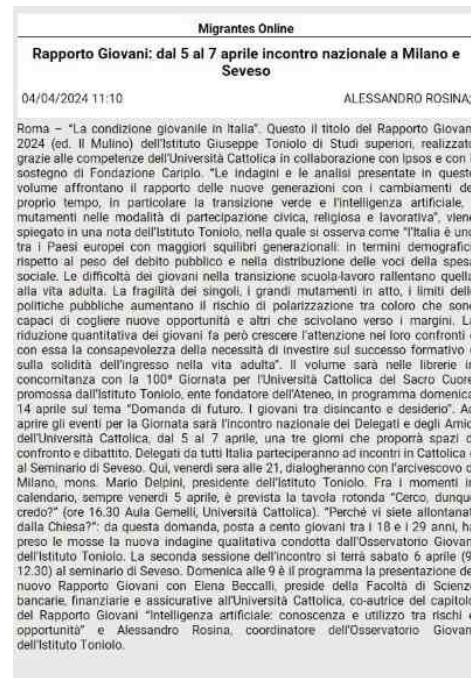 Migrantes Online
Rapporto Giovani: dal 5 al 7 aprile incontro nazionale a Milano e
Seveso
04/04/2024 11:10 ALESSANDRO ROSINA;
Roma – "La condizione giovanile in Italia". Questo il titolo del Rapporto Giovan
2024 (ed. Il Mulino) dell'Istituto Giuseppe Toniolo di Studi superiori, realizzato
grazie alle competenze dell'Università Cattolica in collaborazione con Ipsos e con i
sostegno di Fondazione Cariplo. "Le indagini e le analisi presentate in questo
volume affrontano il rapporto delle nuove generazioni con i cambiamenti de
proprio tempo, in particolare la transizione verde e l'intelligenza artificiale,
mutamenti nelle modalità di partecipazione civica, religiosa e lavorativa", viene
spiegato in una nota dell'Istituto Toniolo, nella quale si osserva come "l'Italia è uno
tra i Paesi europei con maggiori squilibri generazionali: in termini demografici
rispetto al peso del debito pubblico e nella distribuzione delle voci della spesa
sociale. Le difficoltà dei giovani nella transizione scuola-lavoro rallentano quella
alla vita adulta. La fragilità dei singoli, i grandi mutamenti in atto, i limiti delle
politiche pubbliche aumentano il rischio di polarizzazione tra coloro che sono
capaci di cogliere nuove opportunità e altri che scivolano verso i margini. La
riduzione quantitativa dei giovani fa però crescere l'attenzione nei loro confronti e
con essa la consapevolezza della necessità di investire sul successo formativo e
sulla solidità dell'ingresso nella vita adulta". Il volume sarà nelle librerie in
concomitanza con la 100ª Giornata per l'Università Cattolica del Sacro Cuore
promossa dall'Istituto Toniolo, ente fondatore dell'Ateneo, in programma domenica
14 aprile sul tema "Domanda di futuro. I giovani tra disincanto e desiderio". Ad
aprire gli eventi per la Giornata sarà l'incontro nazionale dei Delegati e degli Amic
dell'Università Cattolica, dal 5 al 7 aprile, una tre giorni che proporrà spazi d
confronto e dibattito. Delegati da tutti Italia parteciperanno ad incontri in Cattolica e
al Seminario di Seveso. Qui, venerdì sera alle 21, dialogheranno con l'arcivescovo d
Milano, mons. Mario Delpini, presidente dell'Istituto Toniolo. Fra i momenti in
calendario, sempre venerdì 5 aprile, è prevista la tavola rotonda "Cerco, dunque
credo?" (ore 16.30 Aula Gemelli, Università Cattolica). "Perché vi siete allontanat
dalla Chiesa?": da questa domanda, posta a cento giovani tra i 18 e i 29 anni, ha
preso le mosse la nuova indagine qualitativa condotta dall'Osservatorio Giovan
dell'Istituto Toniolo. La seconda sessione dell'incontro si terrà sabato 6 aprile (9
12.30) al seminario di Seveso. Domenica alle 9 è il programma la presentazione de
nuovo Rapporto Giovani con Elena Beccalli, preside della Facoltà di Scienze
bancarie, finanziarie e assicurative all'Università Cattolica, co-autrice del capitolo
del Rapporto Giovani "Intelligenza artificiale: conoscenza e utilizzo tra rischi e
opportunità" e Alessandro Rosina, coordinatore dell'Osservatorio Giovan
dell'Istituto Toniolo.